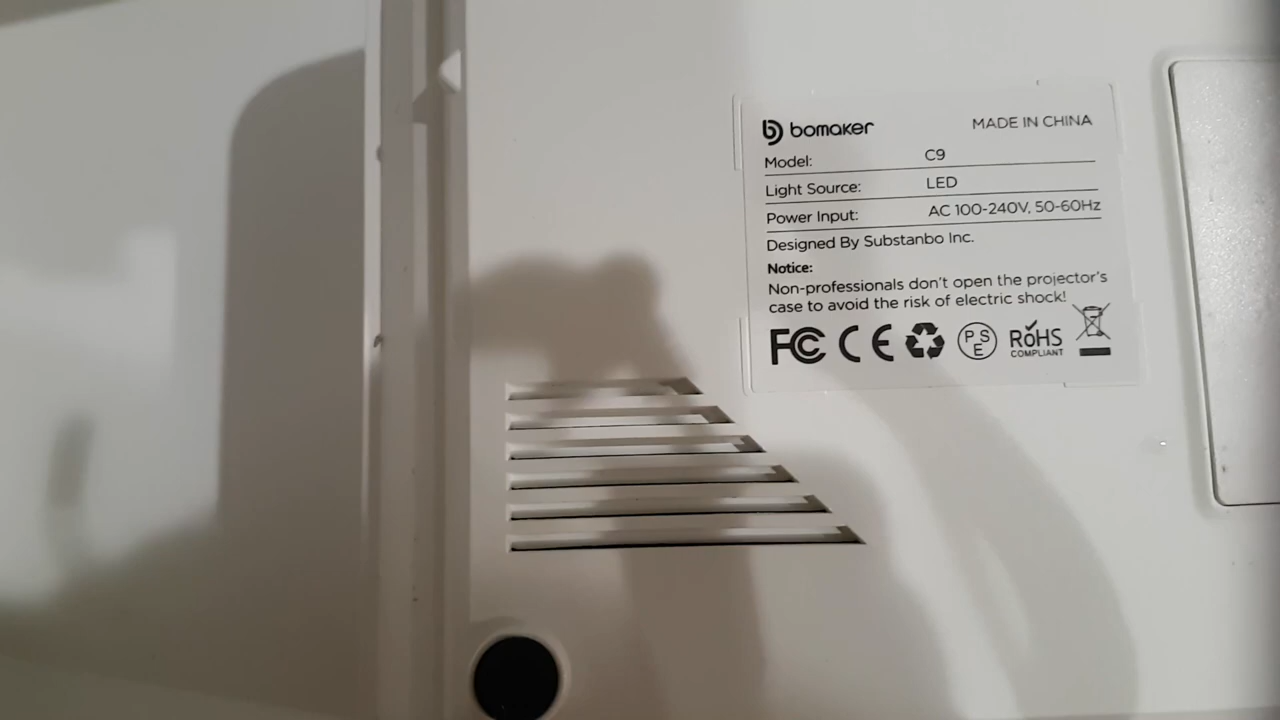 bomaker MADE IN CHINA
Model: C9
Light Source: LED
Power Input: AC 100-240V, 50-60Hz
Designed By Substanbo Inc.
Notice:
Non-professionals don't open the projector's
case to avoid the risk of electric shock!
FC CE PSE RoHS
COMPLIANT